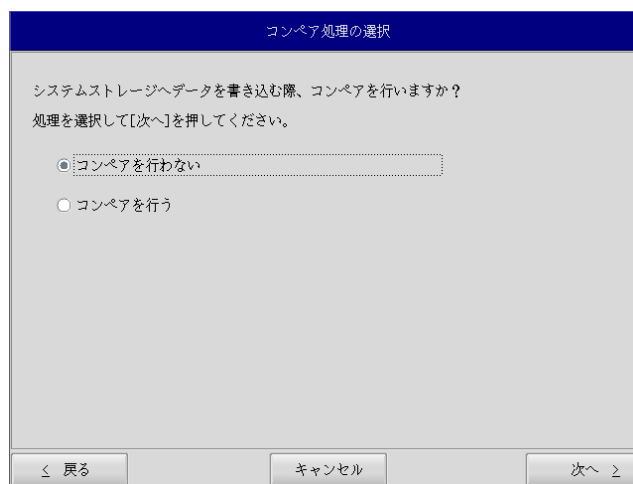 コンペア処理の選択
システムストレージへデータを書き込む際、コンペアを行いますか？
処理を選択して[次へ]を押してください。
コンペアを行わない
コンペアを行う
< 戻る
キャンセル
次へ >